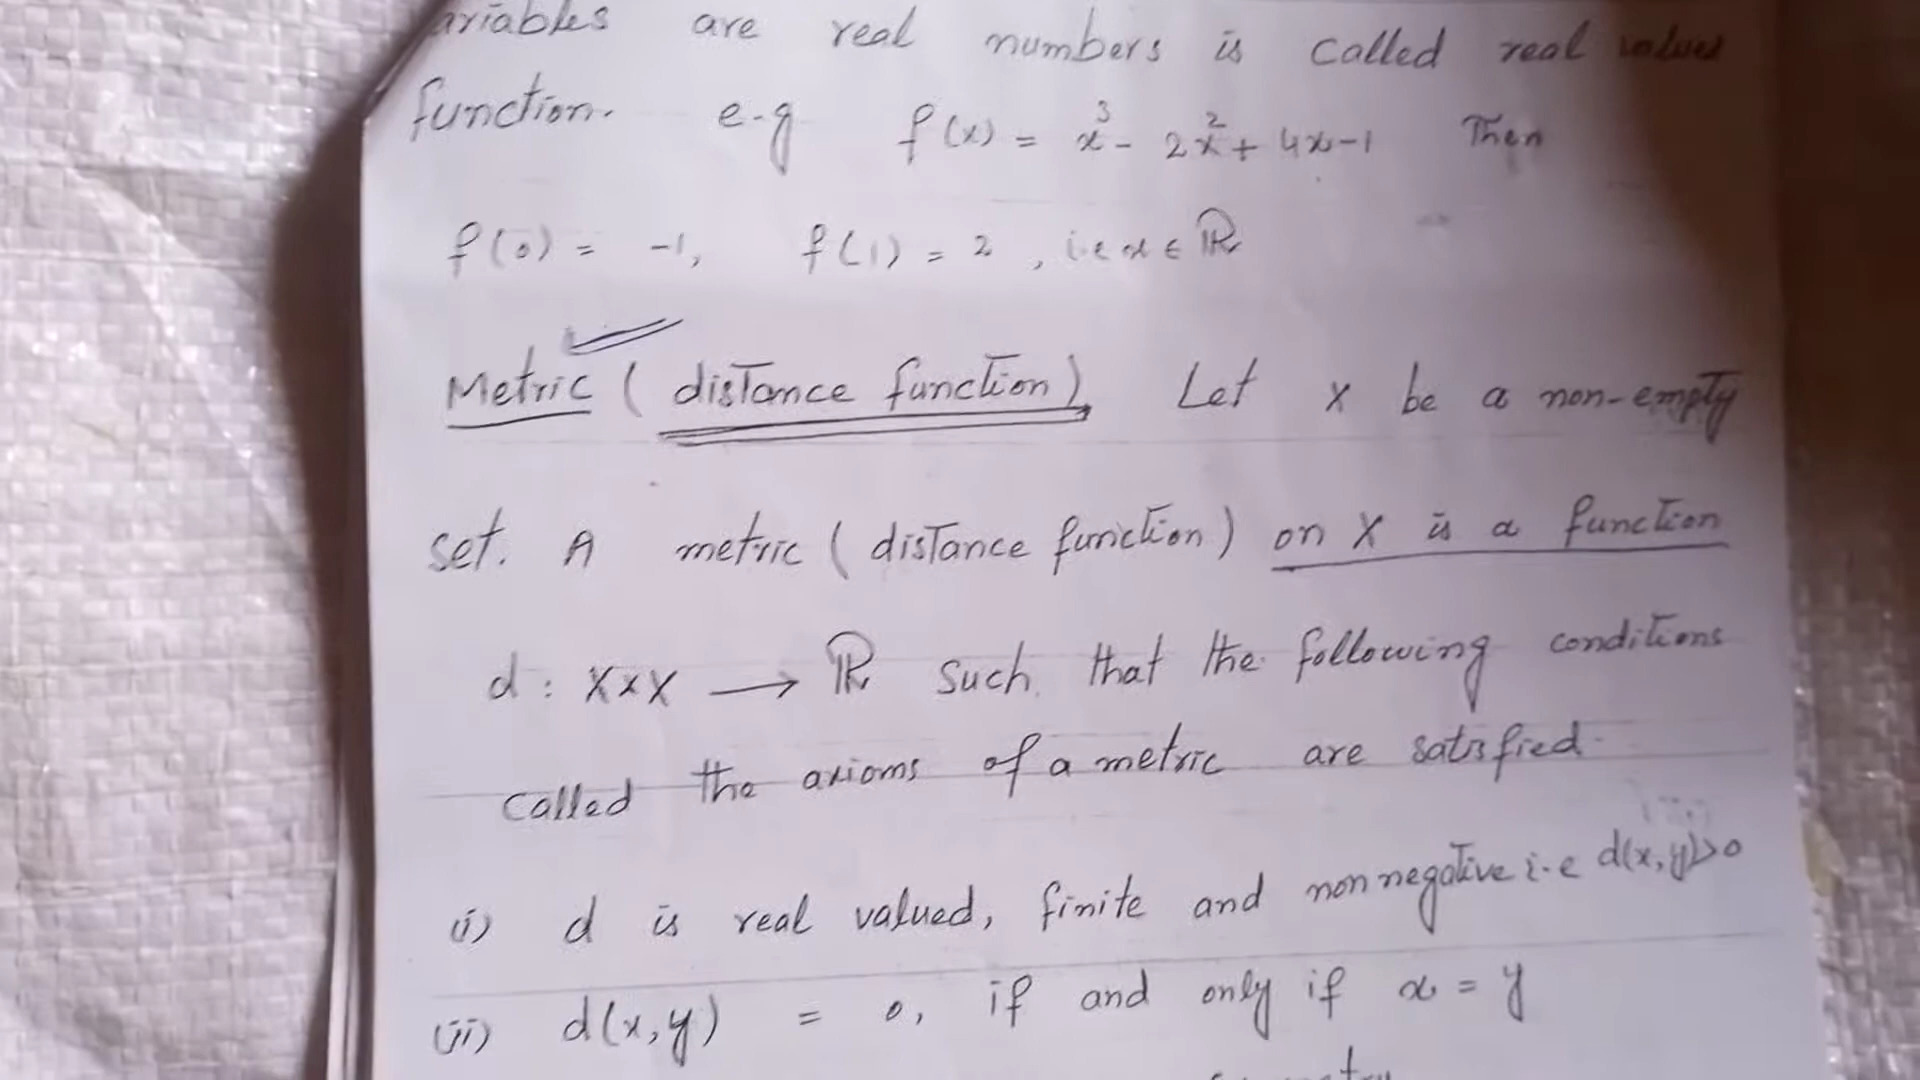 ariables are real numbers is called real valued
function. e.g f(x) = x³ - 2x² + 4x - 1 Then
f(0) = -1, f(1) = 2, i.e x ∈ ℝ
Metric (distance function) Let X be a non-empty
set. A metric (distance function) on X is a function
d : X×X → ℝ such that the following conditions
called the axioms of a metric are satisfied.
(i) d is real valued, finite and nonnegative i.e d(x,y)>0
(ii) d(x,y) = 0, if and only if x = y